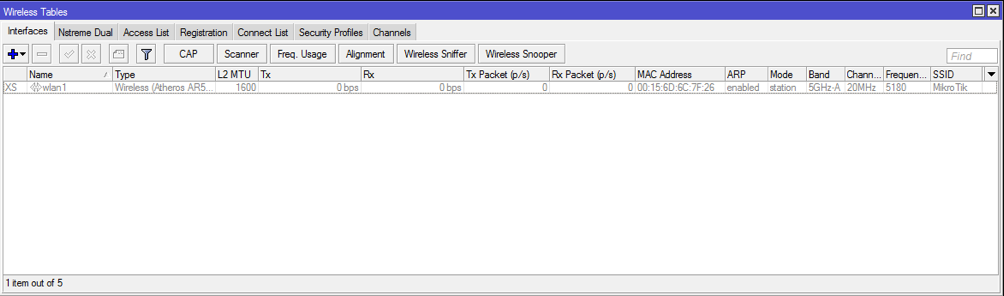 Wireless Tables
Interfaces Nstreme Dual Access List Registration Connect List Security Profiles Channels
CAP Scanner Freq. Usage Alignment Wireless Sniffer Wireless Snooper Find
Name / Type L2 MTU Tx Rx Tx Packet (p/s) Rx Packet (p/s) MAC Address ARP Mode Band Chann... Frequen... SSID
XS wlan1 Wireless (Atheros AR5... 1600 0 bps 0 bps 0 0 00:15:6D:6C:7F:26 enabled station 5GHz-A 20MHz 5180 MikroTik
1 item out of 5